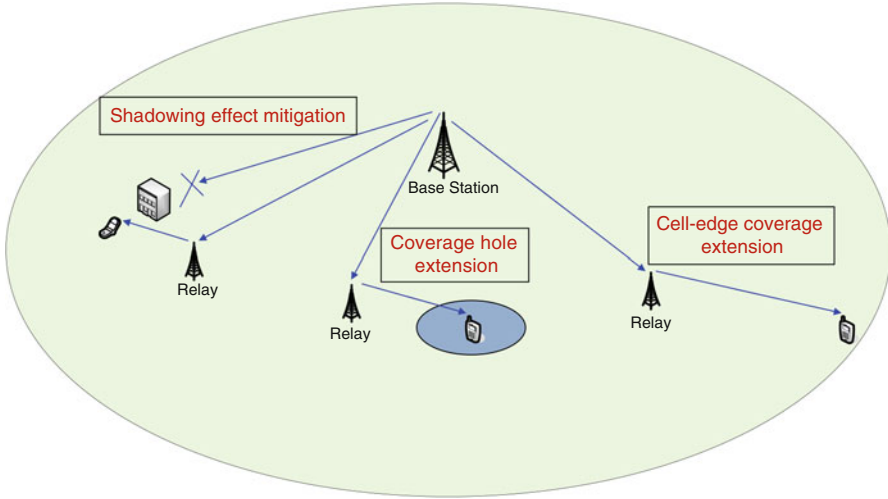 Shadowing effect mitigation
Base Station
Coverage hole
extension
Cell-edge coverage
extension
Relay
Relay
Relay